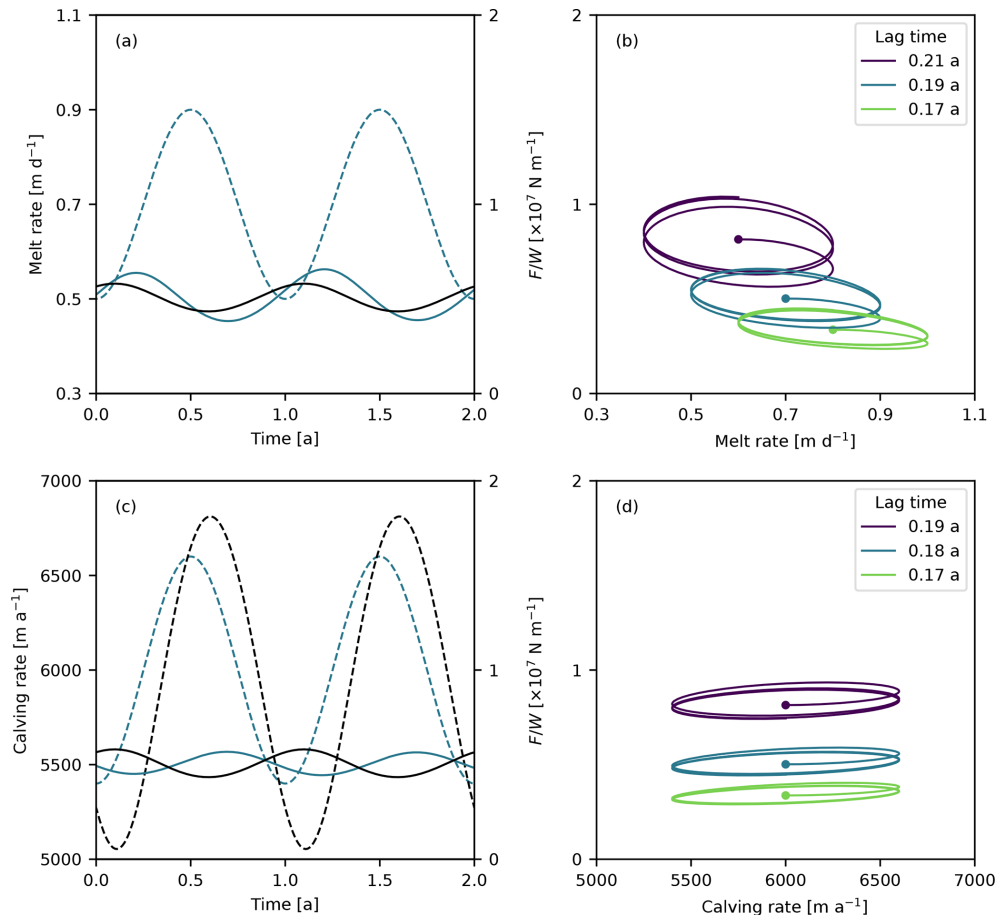 (a)
Melt rate [m d⁻¹]
1.1
0.9
0.7
0.5
0.3
2
1
0
0.0 0.5 1.0 1.5 2.0
Time [a]
(b)
F/W [×10⁷ N m⁻¹]
2
1
0
Lag time
0.21 a
0.19 a
0.17 a
0.3 0.5 0.7 0.9 1.1
Melt rate [m d⁻¹]
(c)
Calving rate [m a⁻¹]
7000
6500
6000
5500
5000
2
1
0
0.0 0.5 1.0 1.5 2.0
Time [a]
(d)
F/W [×10⁷ N m⁻¹]
2
1
0
Lag time
0.19 a
0.18 a
0.17 a
5000 5500 6000 6500 7000
Calving rate [m a⁻¹]